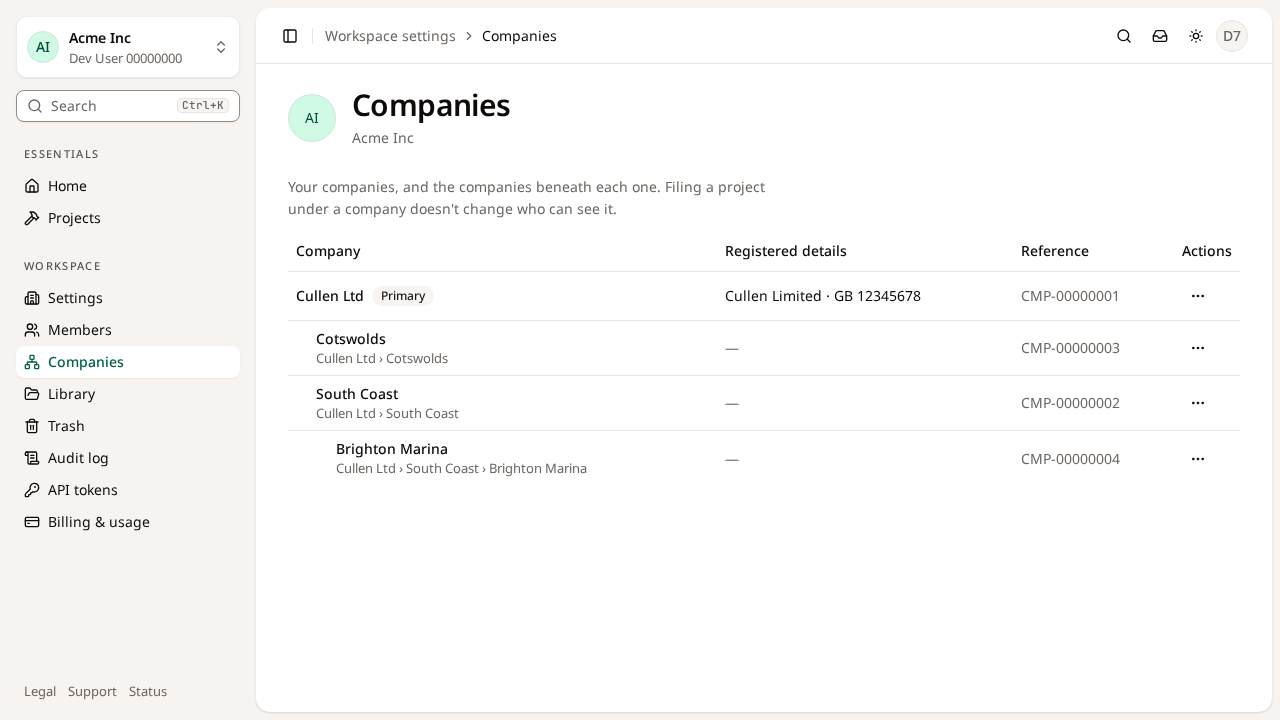 AI
Acme Inc
Dev User 00000000
Search
Ctrl+K
ESSENTIALS
Home
Projects
WORKSPACE
Settings
Members
Companies
Library
Trash
Audit log
API tokens
Billing & usage
Legal Support Status
Workspace settings › Companies
D7
AI
Companies
Acme Inc
Your companies, and the companies beneath each one. Filing a project
under a company doesn't change who can see it.
Company Registered details Reference Actions
Cullen Ltd Primary Cullen Limited · GB 12345678 CMP-00000001
Cotswolds
Cullen Ltd › Cotswolds
— CMP-00000003
South Coast
Cullen Ltd › South Coast
— CMP-00000002
Brighton Marina
Cullen Ltd › South Coast › Brighton Marina
— CMP-00000004